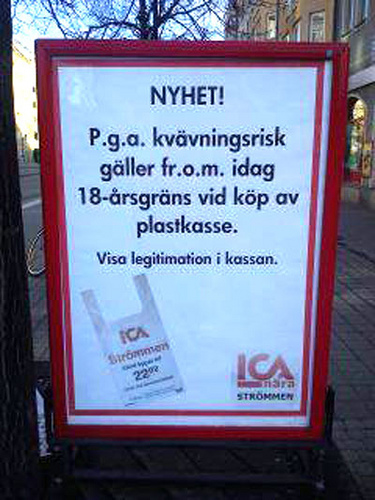 NYHET!
P.g.a. kvävningsrisk
gäller fr.o.m. idag
18-årsgräns vid köp av
plastkasse.
Visa legitimation i kassan.
ICA
Strömmen
22⁰⁰
ICA
nära
STRÖMMEN